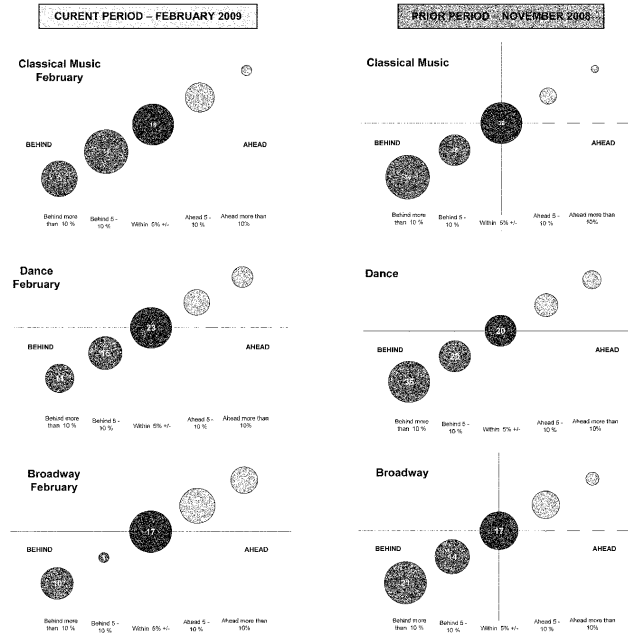 CURENT PERIOD – FEBRUARY 2009
PRIOR PERIOD – NOVEMBER 2008
Classical Music
February
BEHIND
AHEAD
Behind more
than 10 %
Behind 5 -
10 %
Within 5% +/-
Ahead 5 -
10 %
Ahead more than
10%
Classical Music
BEHIND
AHEAD
Behind more
than 10 %
Behind 5 -
10 %
Within 5% +/-
Ahead 5 -
10 %
Ahead more than
10%
Dance
February
23
BEHIND
AHEAD
Behind more
than 10 %
Behind 5 -
10 %
Within 5% +/-
Ahead 5 -
10 %
Ahead more than
10%
Dance
20
BEHIND
AHEAD
Behind more
than 10 %
Behind 5 -
10 %
Within 5% +/-
Ahead 5 -
10 %
Ahead more than
10%
Broadway
February
17
BEHIND
AHEAD
Behind more
than 10 %
Behind 5 -
10 %
Within 5% +/-
Ahead 5 -
10 %
Ahead more than
10%
Broadway
17
BEHIND
AHEAD
Behind more
than 10 %
Behind 5 -
10 %
Within 5% +/-
Ahead 5 -
10 %
Ahead more than
10%